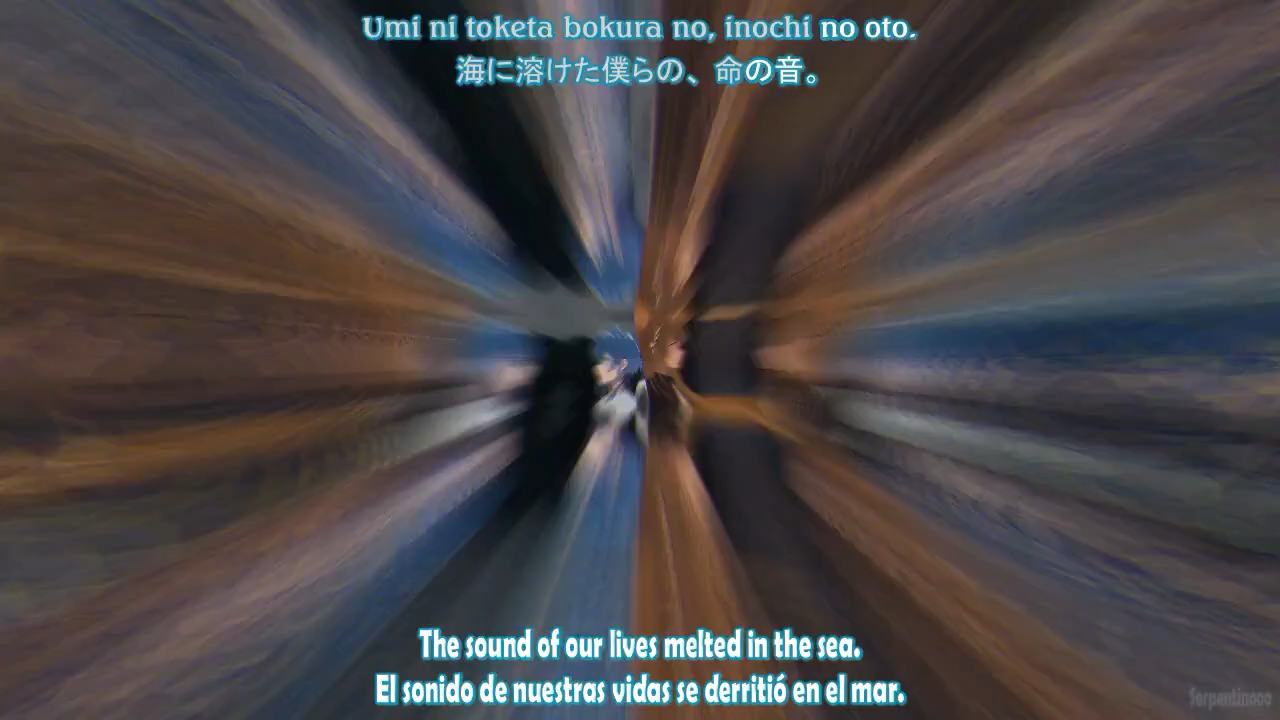 Umi ni toketa bokura no, inochi no oto.
海に溶けた僕らの、命の音。
The sound of our lives melted in the sea.
El sonido de nuestras vidas se derritió en el mar.
Serpentinooo